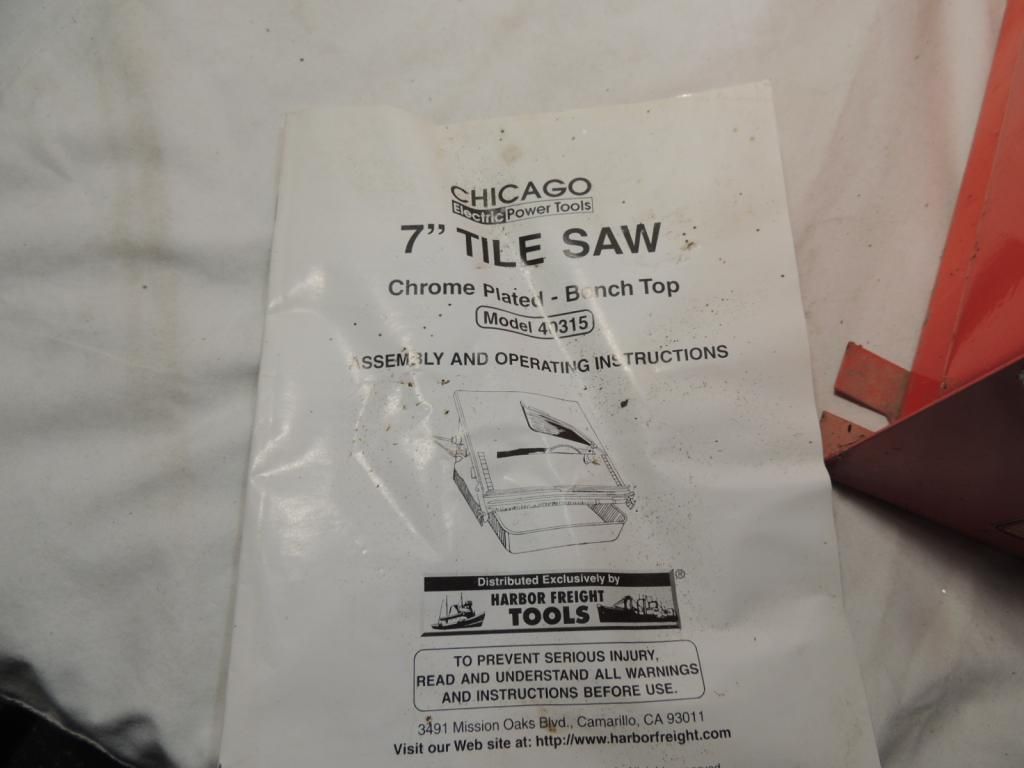 CHICAGO
Electric Power Tools
7” TILE SAW
Chrome Plated - Bench Top
Model 40315
ASSEMBLY AND OPERATING INSTRUCTIONS
Distributed Exclusively by
®
HARBOR FREIGHT
TOOLS
TO PREVENT SERIOUS INJURY,
READ AND UNDERSTAND ALL WARNINGS
AND INSTRUCTIONS BEFORE USE.
3491 Mission Oaks Blvd., Camarillo, CA 93011
Visit our Web site at: http://www.harborfreight.com